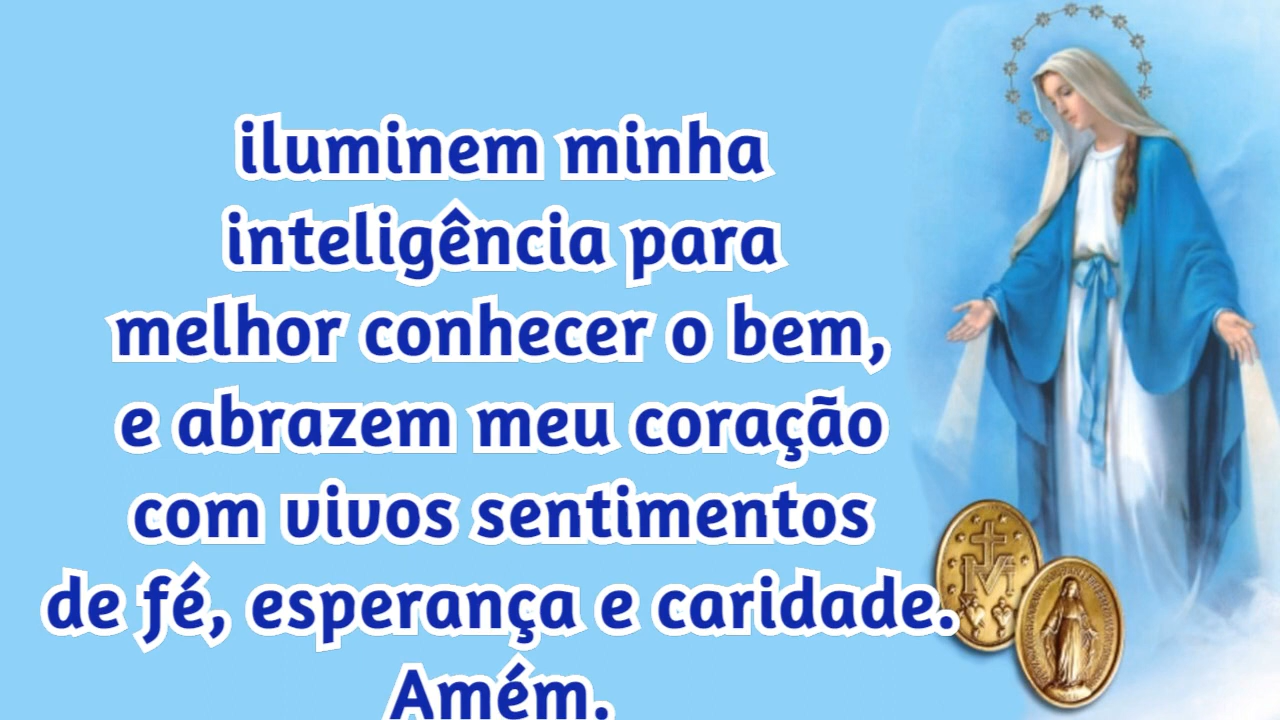 iluminem minha
inteligência para
melhor conhecer o bem,
e abrazem meu coração
com vivos sentimentos
de fé, esperança e caridade.
Amém.